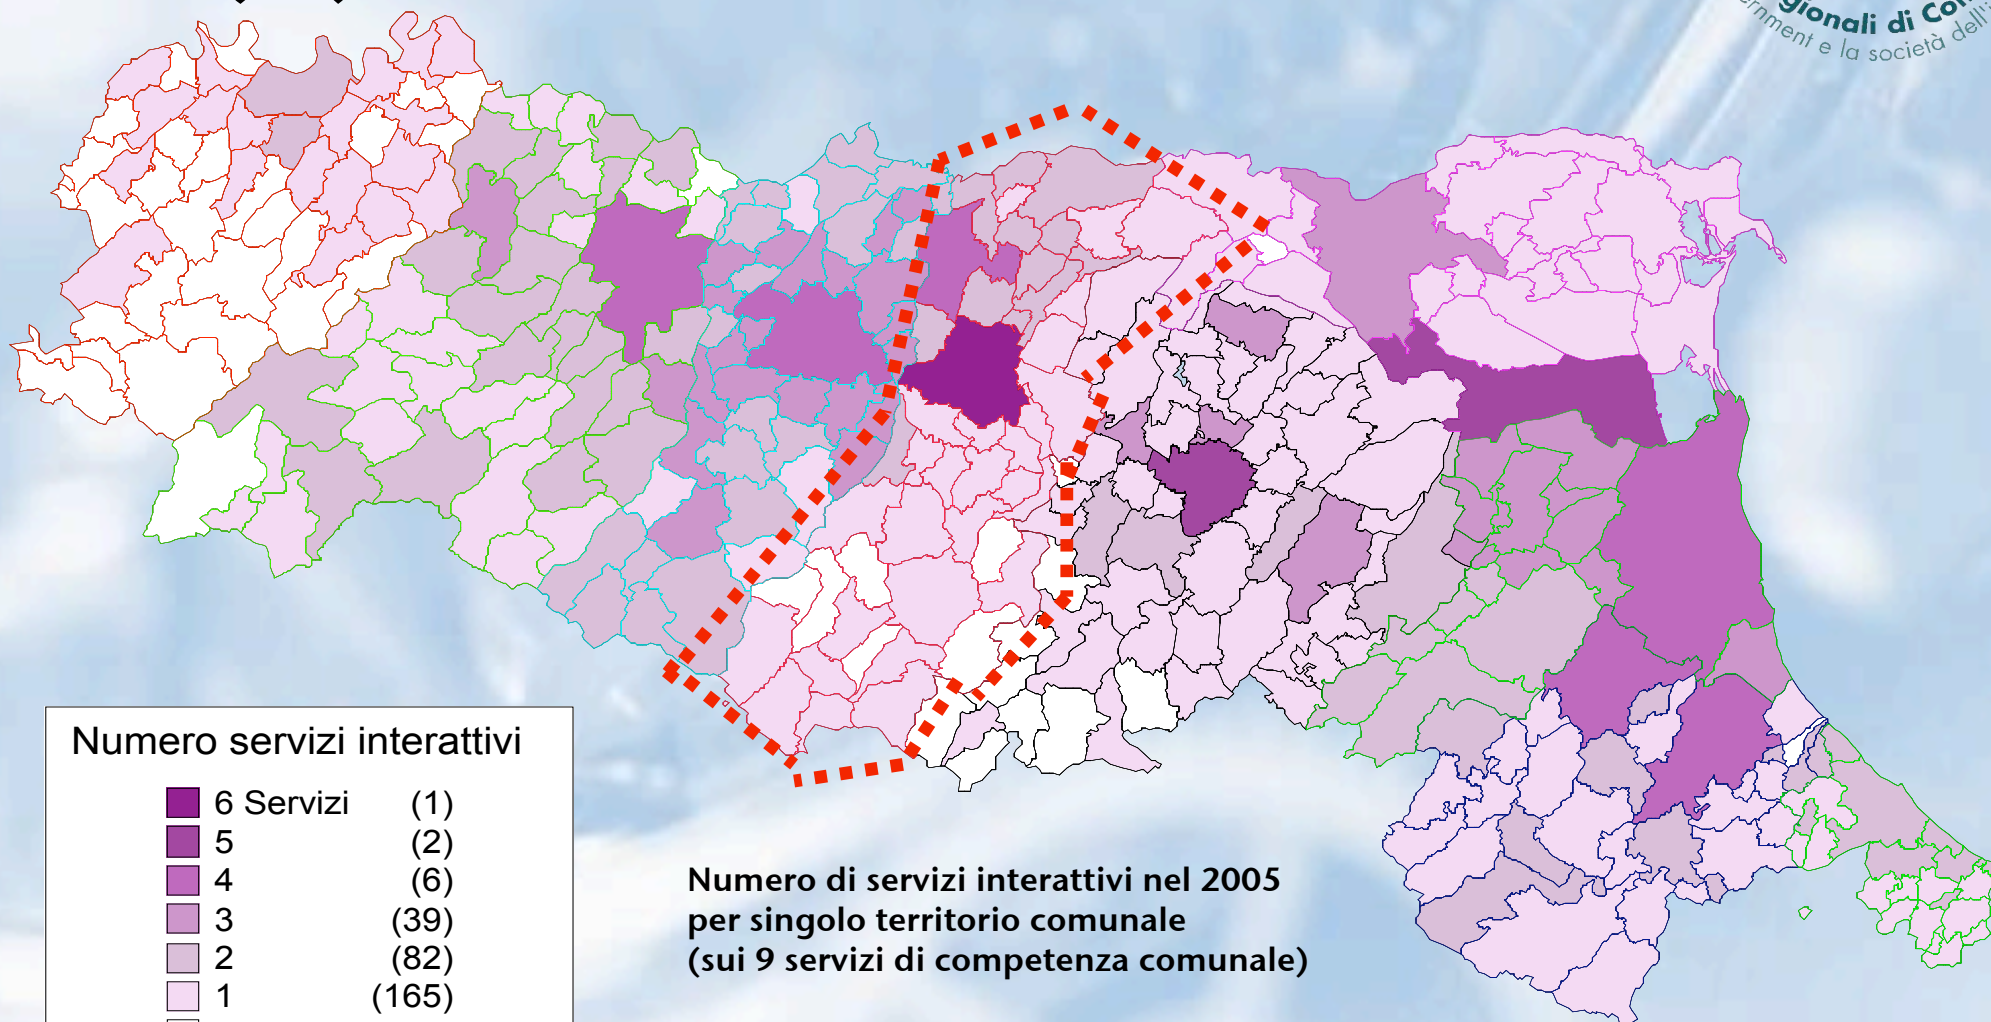 gionali di Co
ernment e la società dell'
Numero servizi interattivi
6 Servizi (1)
5 (2)
4 (6)
3 (39)
2 (82)
1 (165)
Numero di servizi interattivi nel 2005
per singolo territorio comunale
(sui 9 servizi di competenza comunale)